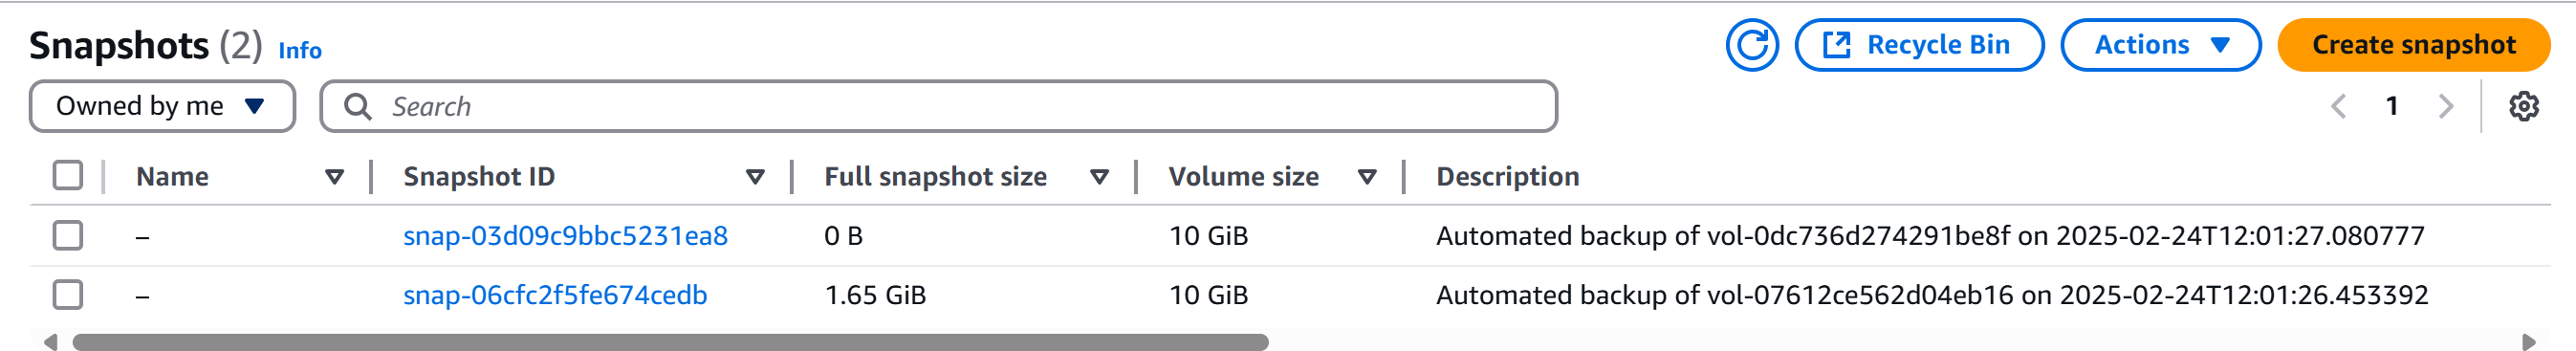 Snapshots (2) Info Recycle Bin Actions Create snapshot
Owned by me Search 1
Name Snapshot ID Full snapshot size Volume size Description
– snap-03d09c9bbc5231ea8 0 B 10 GiB Automated backup of vol-0dc736d274291be8f on 2025-02-24T12:01:27.080777
– snap-06cfc2f5fe674cedb 1.65 GiB 10 GiB Automated backup of vol-07612ce562d04eb16 on 2025-02-24T12:01:26.453392